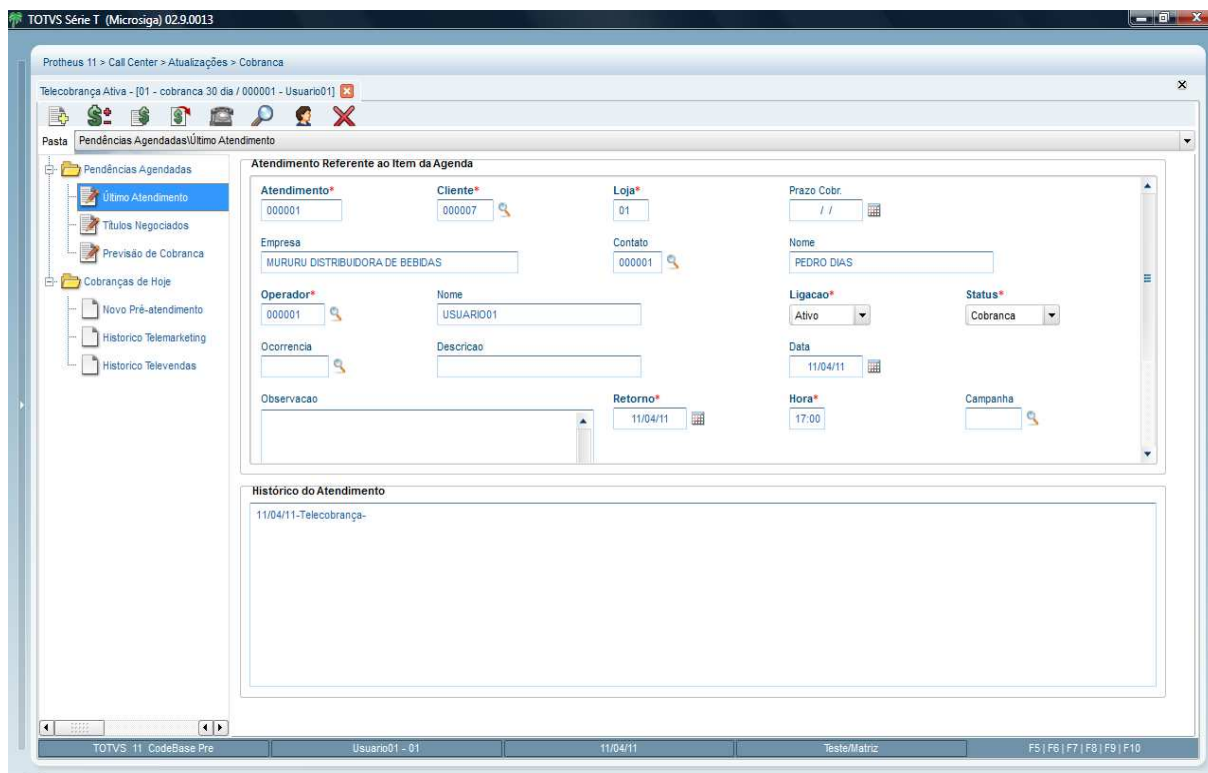 TOTVS Série T (Microsiga) 02.9.0013
Protheus 11 > Call Center > Atualizações > Cobranca
Telecobrança Ativa - [01 - cobranca 30 dia / 000001 - Usuario01]
Pasta Pendências Agendadas\Último Atendimento
Pendências Agendadas
Último Atendimento
Títulos Negociados
Previsão de Cobranca
Cobranças de Hoje
Novo Pré-atendimento
Historico Telemarketing
Historico Televendas
Atendimento Referente ao Item da Agenda
Atendimento* Cliente* Loja* Prazo Cobr.
000001 000007 01 / /
Empresa Contato Nome
MURURU DISTRIBUIDORA DE BEBIDAS 000001 PEDRO DIAS
Operador* Nome Ligacao* Status*
000001 USUARIO01 Ativo Cobranca
Ocorrencia Descricao Data
11/04/11
Observacao Retorno* Hora* Campanha
11/04/11 17:00
Histórico do Atendimento
11/04/11-Telecobrança-
TOTVS 11 CodeBase Pre Usuario01 - 01 11/04/11 Teste/Matriz F5 | F6 | F7 | F8 | F9 | F10